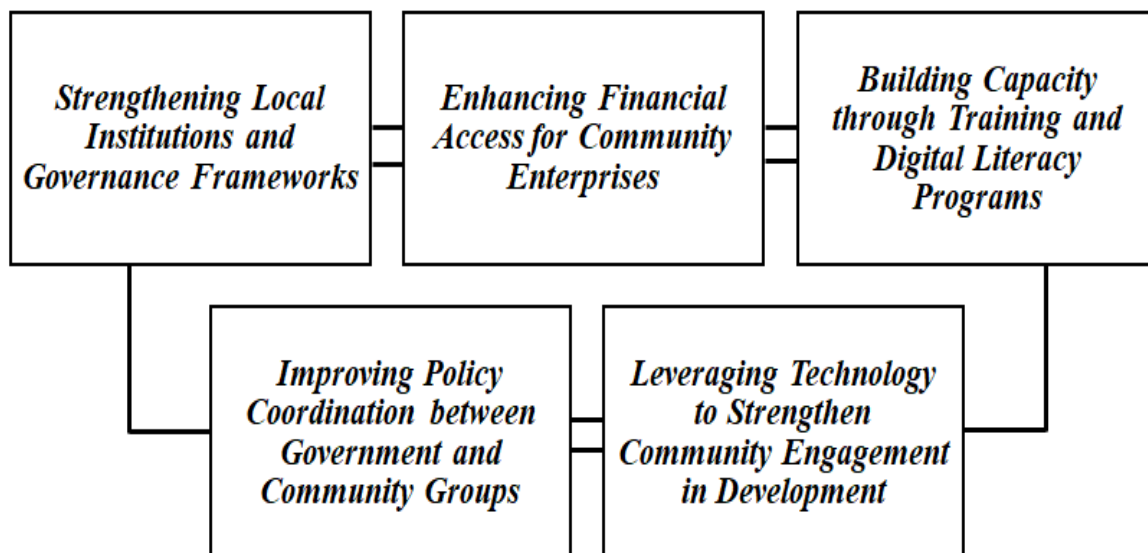 Strengthening Local
Institutions and
Governance Frameworks
Enhancing Financial
Access for Community
Enterprises
Building Capacity
through Training and
Digital Literacy
Programs
Improving Policy
Coordination between
Government and
Community Groups
Leveraging Technology
to Strengthen
Community Engagement
in Development